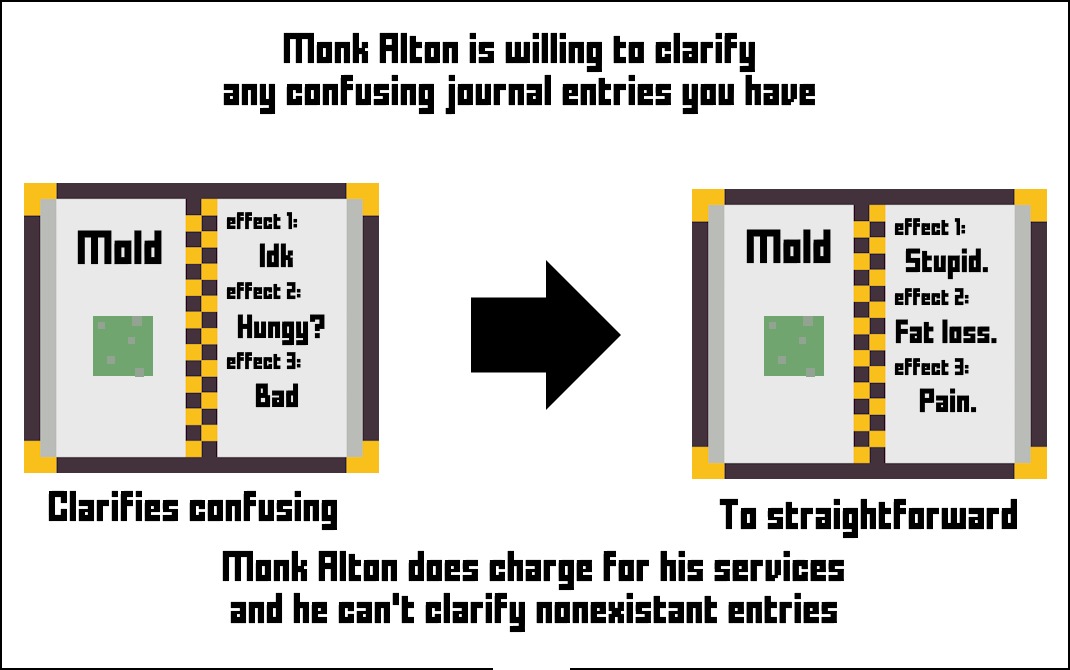 Monk Alton is willing to clarify
any confusing journal entries you have
Mold
effect 1:
Idk
effect 2:
Hungy?
effect 3:
Bad
Mold
effect 1:
Stupid.
effect 2:
Fat loss.
effect 3:
Pain.
Clarifies confusing
To straightforward
Monk Alton does charge for his services
and he can't clarify nonexistant entries